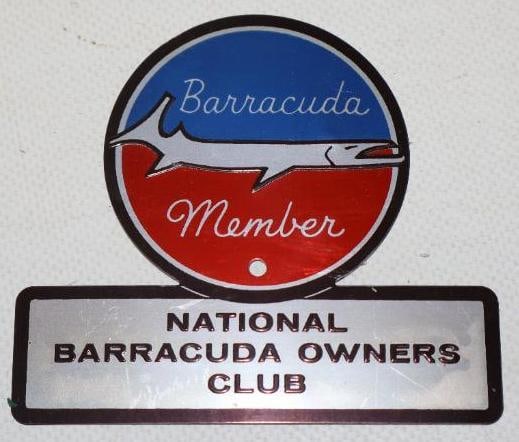 Barracuda
Member
NATIONAL
BARRACUDA OWNERS
CLUB